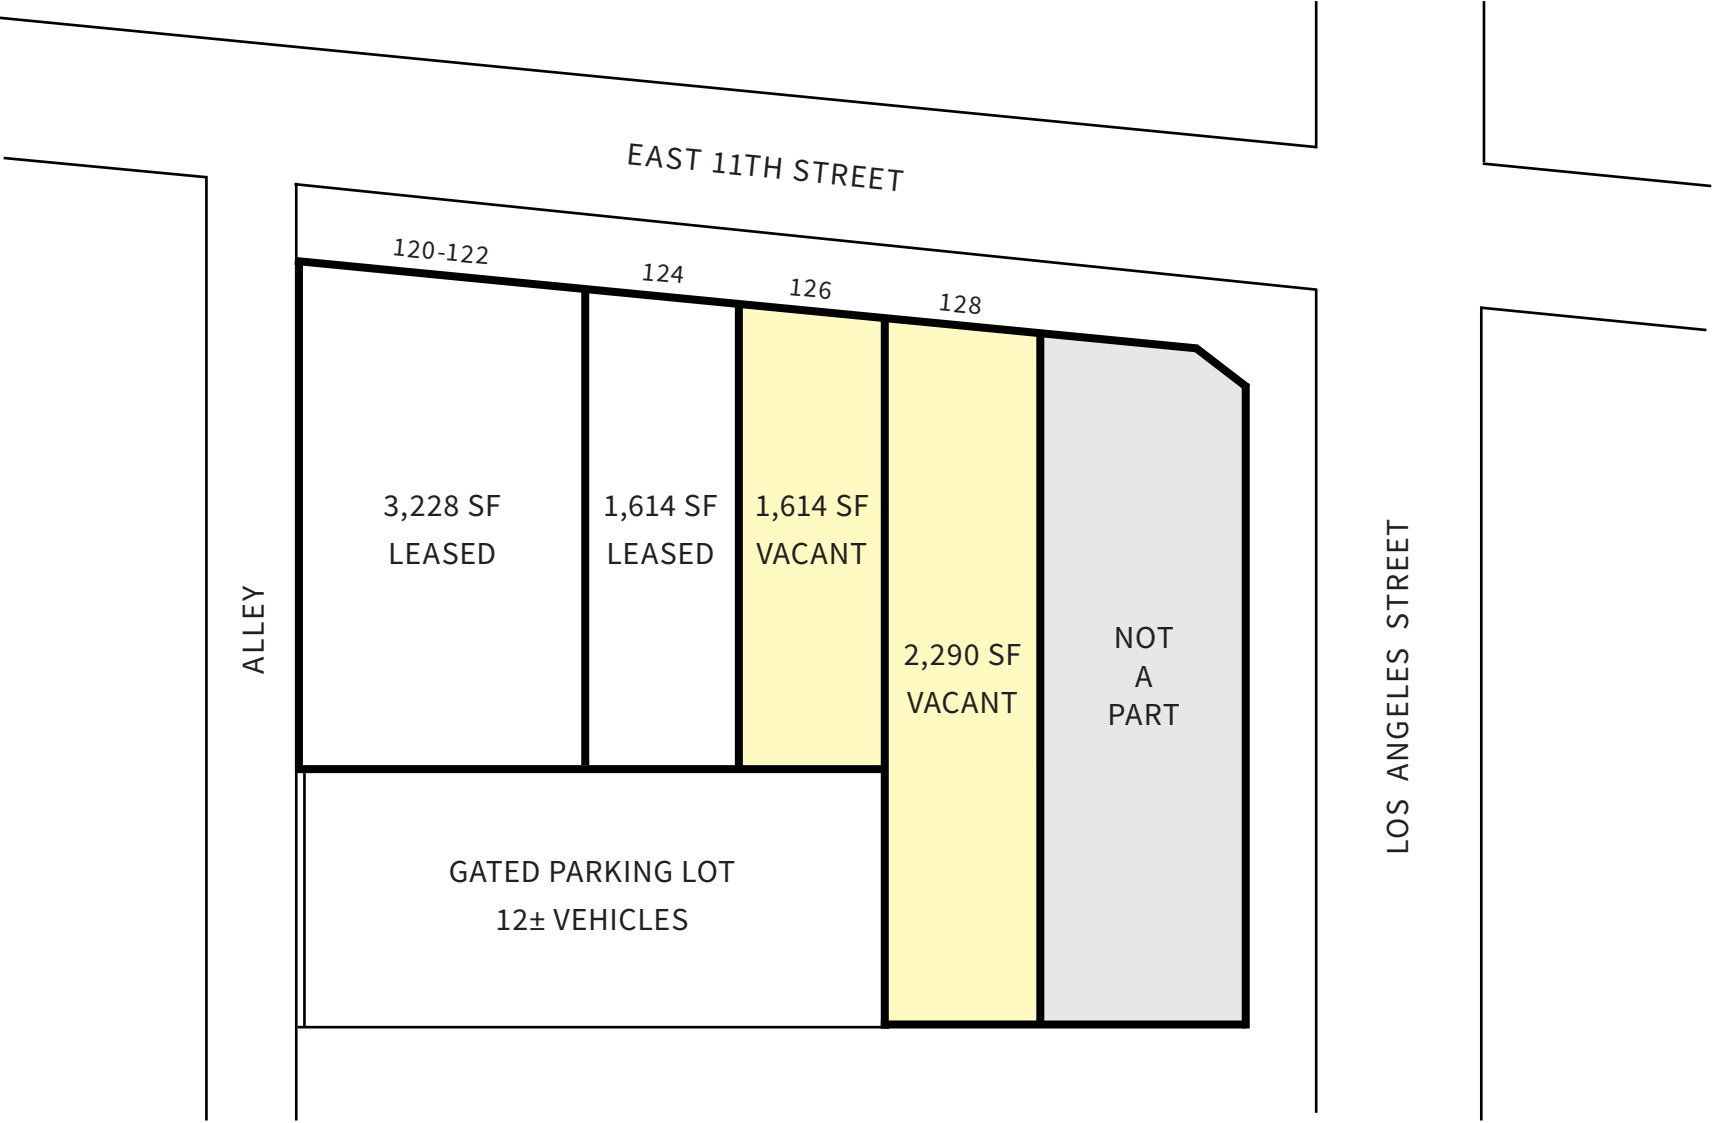 EAST 11TH STREET
120-122
124
126
128
3,228 SF
LEASED
1,614 SF
LEASED
1,614 SF
VACANT
2,290 SF
VACANT
NOT
A
PART
ALLEY
LOS ANGELES STREET
GATED PARKING LOT
12± VEHICLES